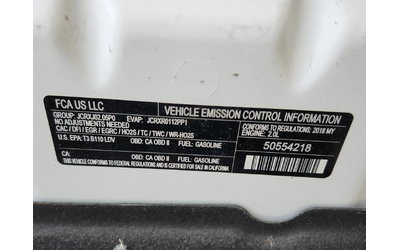 FCA US LLC
VEHICLE EMISSION CONTROL INFORMATION
GROUP: JCRXJ02.05P0 EVAP: JCRXR0112PP1
NO ADJUSTMENTS NEEDED
CAC / DFI / EGR / EGRC / HO2S / TC / TWC / WR-HO2S
U.S. EPA: T3 B110 LDV OBD: CA OBD II FUEL: GASOLINE
CA: OBD: CA OBD II FUEL: GASOLINE
CONFORMS TO REGULATIONS: 2018 MY
ENGINE: 2.0L
50554218